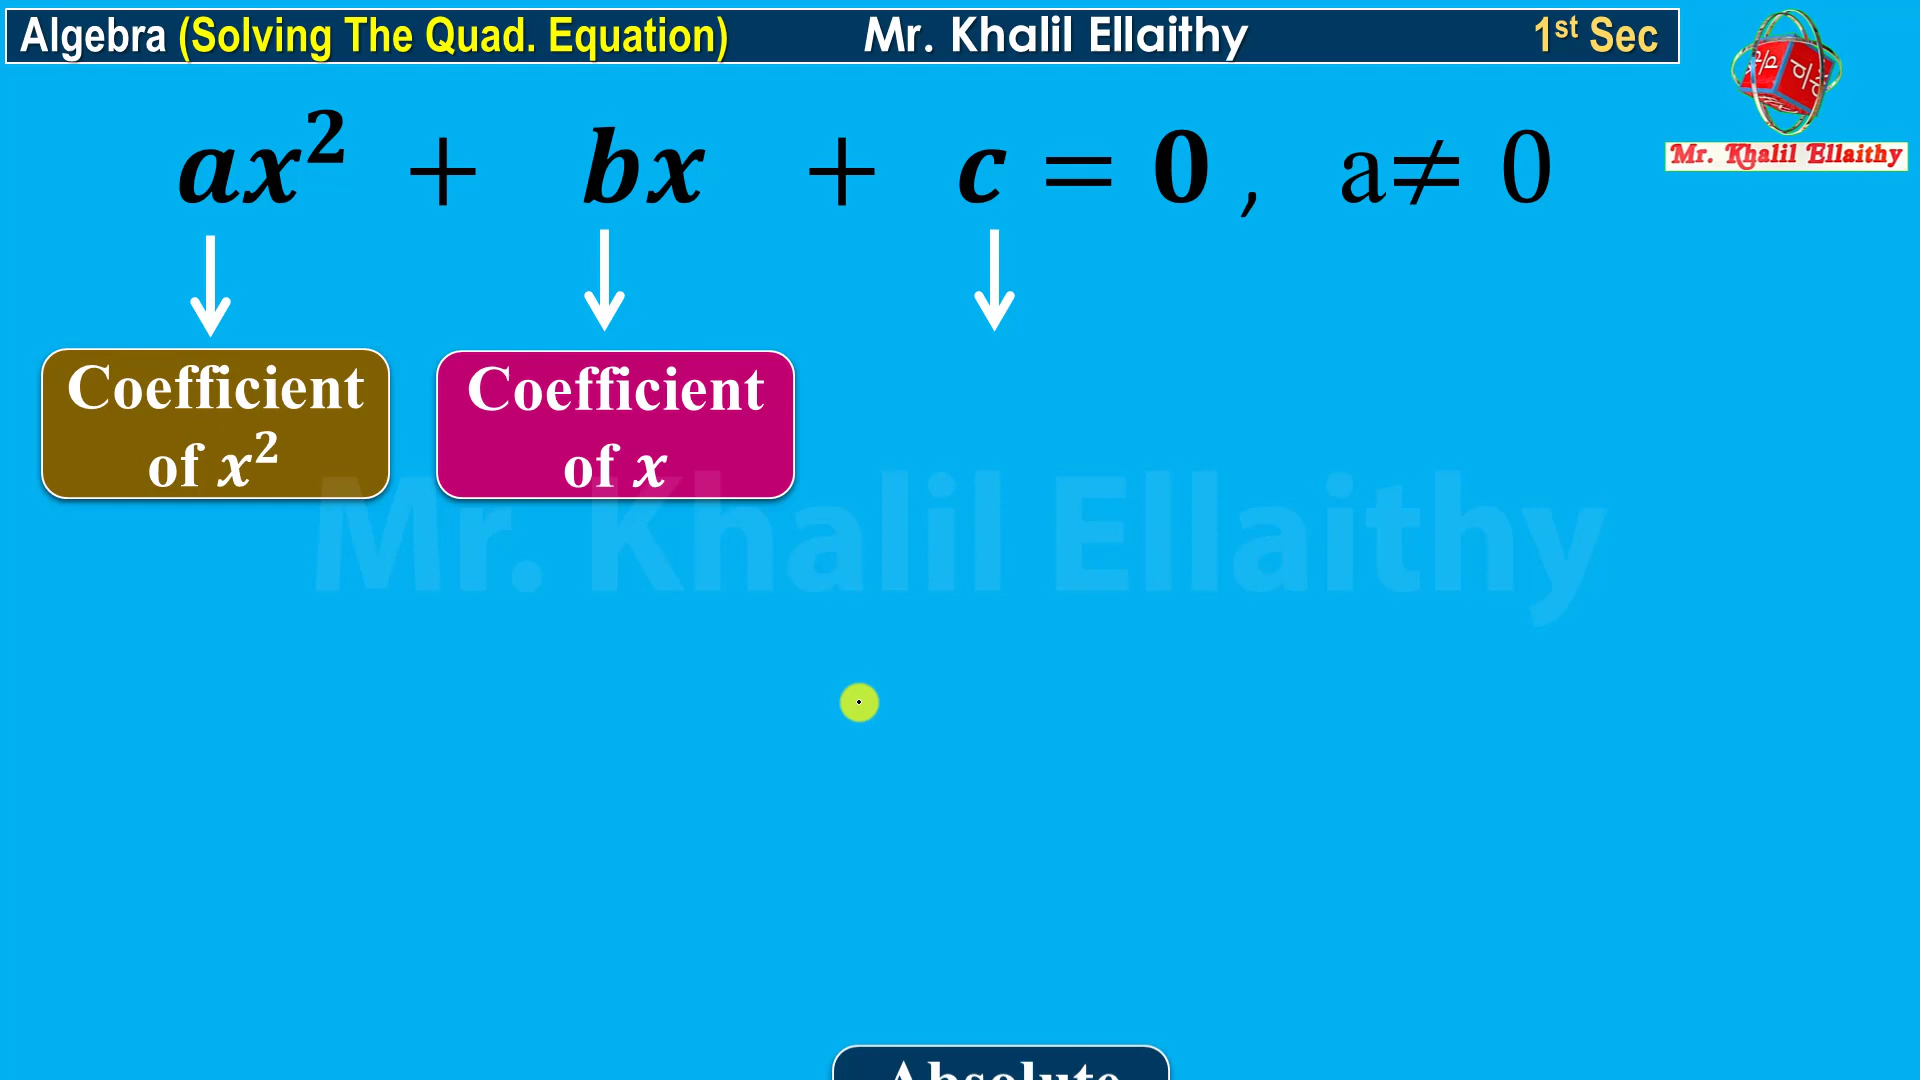 Algebra (Solving The Quad. Equation) Mr. Khalil Ellaithy 1st Sec
Mr. Khalil Ellaithy
ax² + bx + c = 0 , a≠ 0
Coefficient
of x²
Coefficient
of x
Mr. Khalil Ellaithy
Absolute